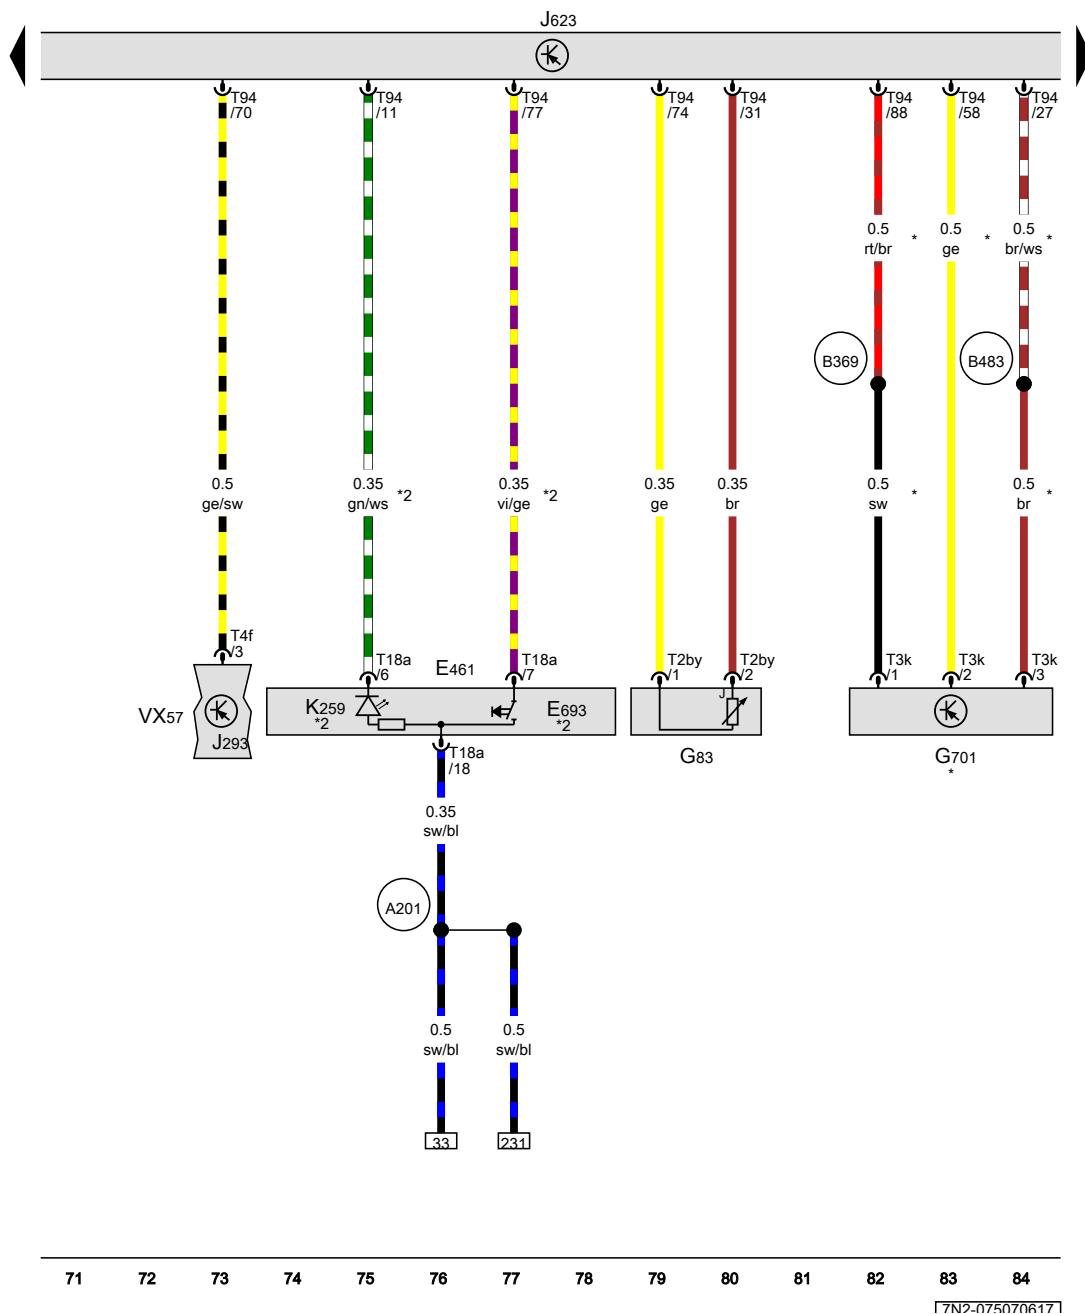 J623
T94 T94 T94 T94 T94 T94 T94 T94
/70 /11 /77 /74 /31 /88 /58 /27
0.5 0.5 0.5
rt/br * ge * br/ws *
B369 B483
0.5 0.35 0.35 0.35 0.35 0.5 0.5
ge/sw gn/ws *2 vi/ge *2 ge br sw * br *
T4f
/3
T18a E461 T18a T2by T2by T3k T3k T3k
/6 /7 /1 /2 /1 /2 /3
VX57 J293
K259 E693 J
*2 *2
T18a G83 G701
/18 *
0.35
sw/bl
A201
0.5 0.5
sw/bl sw/bl
33 231
71 72 73 74 75 76 77 78 79 80 81 82 83 84
7N2-075070617